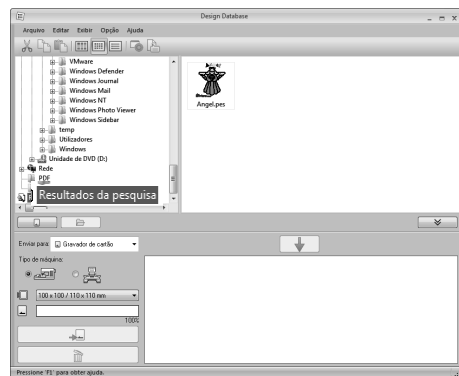 Design Database
Arquivo Editar Exibir Opção Ajuda
VMware
Windows Defender
Windows Journal
Windows Mail
Windows NT
Windows Photo Viewer
Windows Sidebar
temp
Utilizadores
Windows
Unidade de DVD (D:)
Rede
PDF
Resultados da pesquisa
Angel.pes
Enviar para: Gravador de cartão
Tipo de máquina:
100 x 100 / 110 x 110 mm
100%
Pressione 'F1' para obter ajuda.